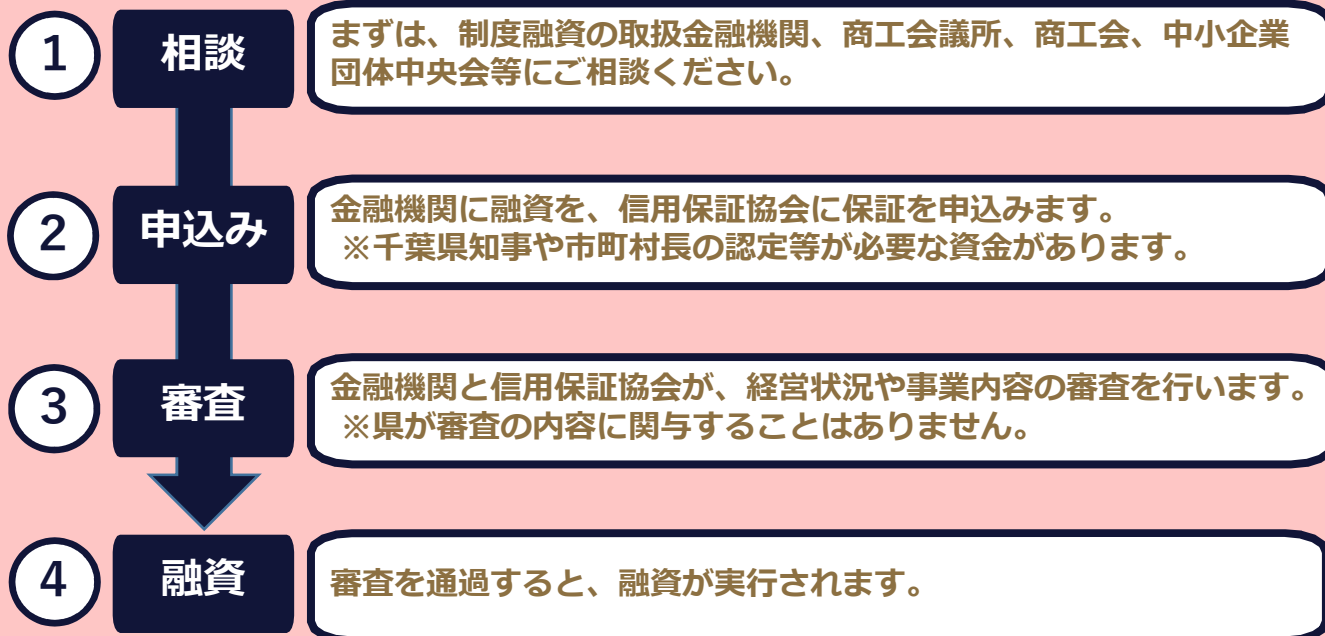 1
相談
まずは、制度融資の取扱金融機関、商工会議所、商工会、中小企業
団体中央会等にご相談ください。
2
申込み
金融機関に融資を、信用保証協会に保証を申込みます。
※千葉県知事や市町村長の認定等が必要な資金があります。
3
審査
金融機関と信用保証協会が、経営状況や事業内容の審査を行います。
※県が審査の内容に関与することはありません。
4
融資
審査を通過すると、融資が実行されます。